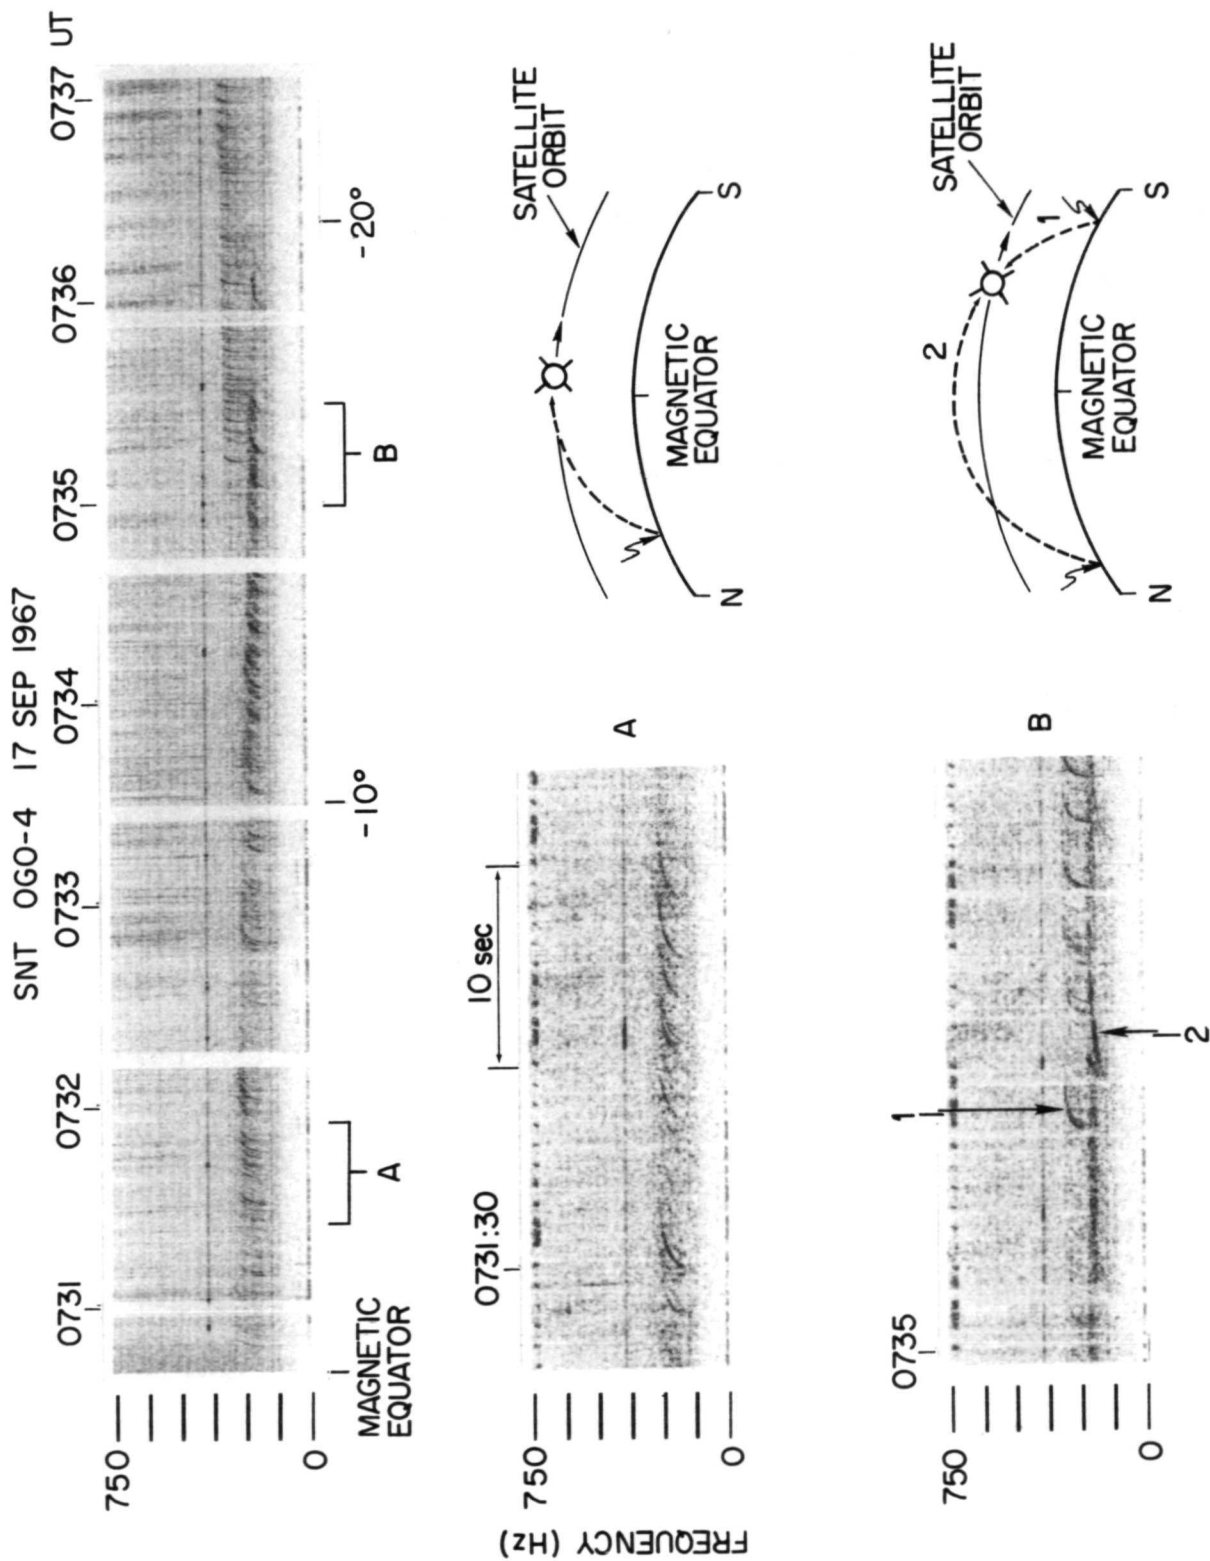 SNT OGO-4 17 SEP 1967
0731 0732 0733 0734 0735 0736 0737 UT
750
0
MAGNETIC
EQUATOR
A
-10°
B
-20°
FREQUENCY (Hz)
750
0
0731:30
10 sec
A
SATELLITE
ORBIT
MAGNETIC
EQUATOR
N
S
750
0
0735
1
2
B
2
1
SATELLITE
ORBIT
MAGNETIC
EQUATOR
N
S